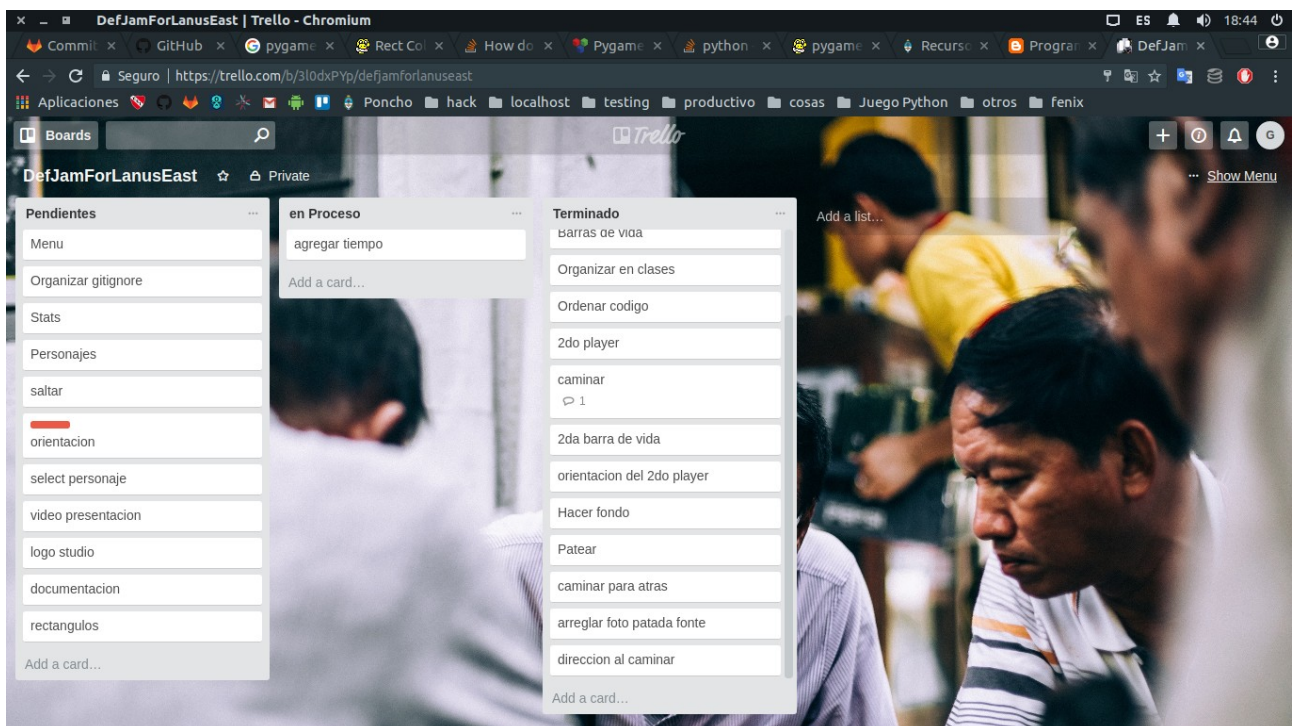 DefJamForLanusEast | Trello - Chromium
ES 18:44
Commit GitHub pygame Rect Col How do Pygame python pygame Recurso Program DefJam
Seguro | https://trello.com/b/3l0dxPYp/defjamforlanuseast
Aplicaciones Poncho hack localhost testing productivo cosas Juego Python otros fenix
Boards
Trello
G
DefJamForLanusEast Private
... Show Menu
Pendientes
Menu
Organizar gitignore
Stats
Personajes
saltar
orientacion
select personaje
video presentacion
logo studio
documentacion
rectangulos
Add a card...
en Proceso
agregar tiempo
Add a card...
Terminado
Barras de vida
Organizar en clases
Ordenar codigo
2do player
caminar
1
2da barra de vida
orientacion del 2do player
Hacer fondo
Patear
caminar para atras
arreglar foto patada fonte
direccion al caminar
Add a card...
Add a list...